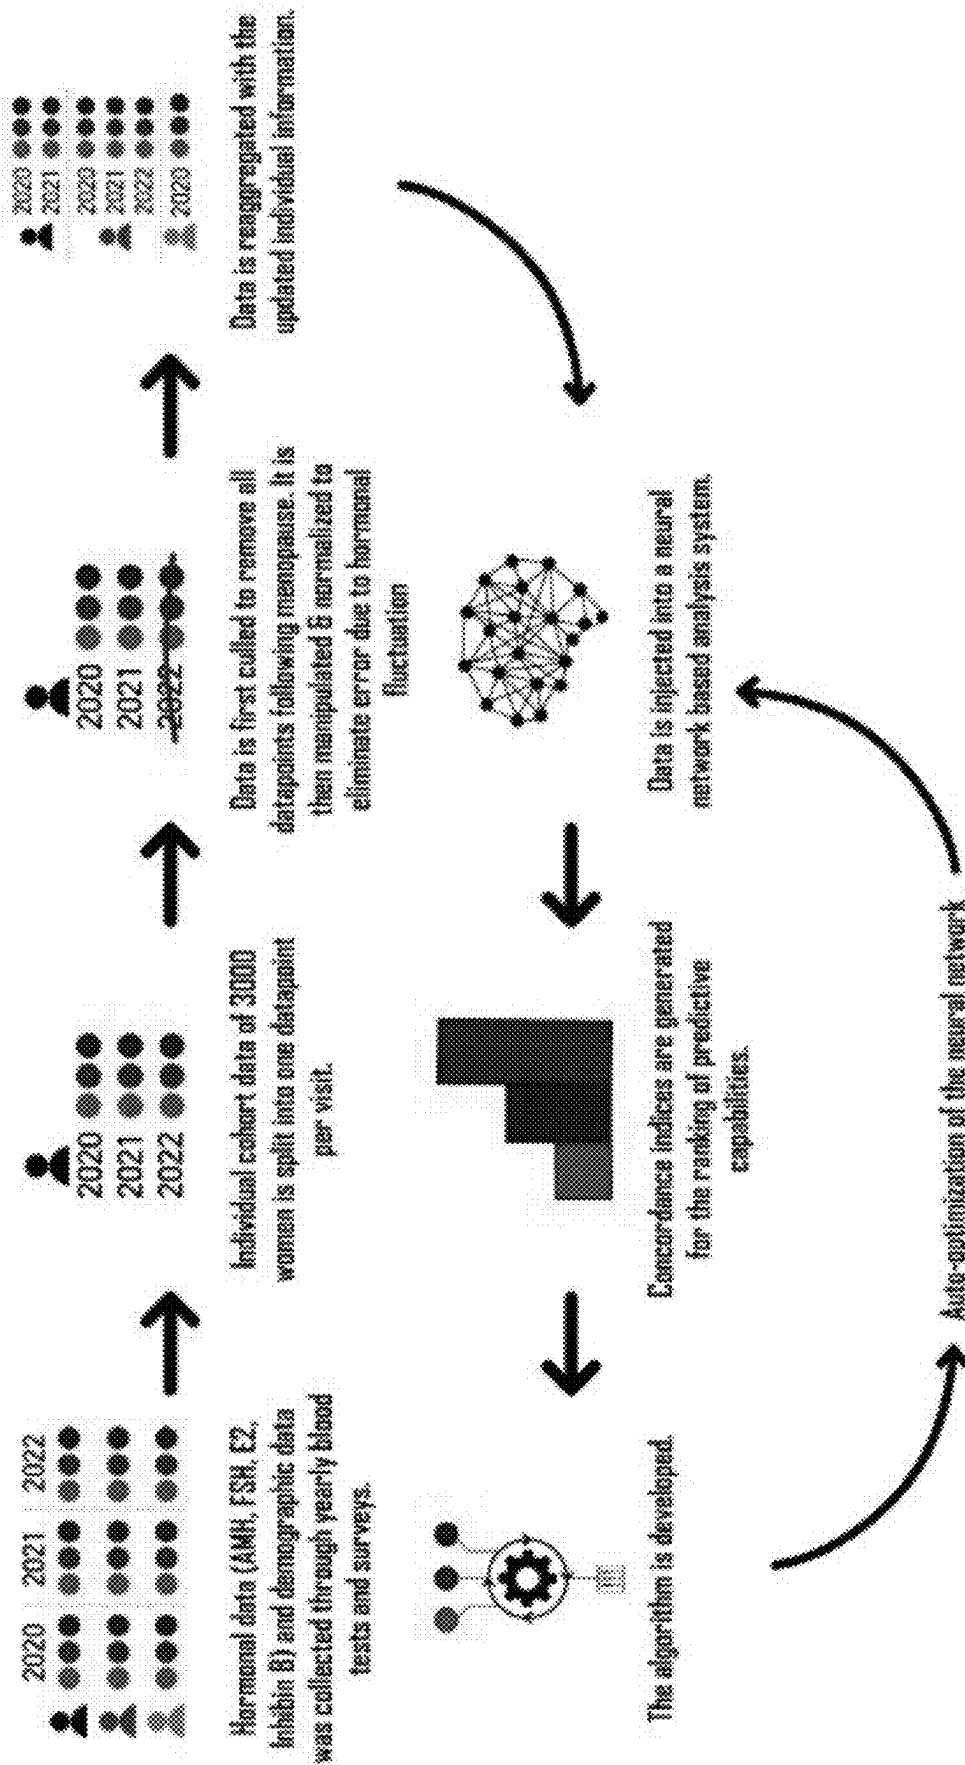 2020 2021 2022
Hormonal data (AMH, FSH, E2,
Inhibin B) and demographic data
was collected through yearly blood
tests and surveys.
2020
2021
2022
Individual cohort data of 3000
women is split into one datapoint
per visit.
2020
2021
2022
Data is first culled to remove all
datapoints following menopause. It is
then manipulated & normalized to
eliminate error due to hormonal
fluctuation
2020
2021
2020
2021
2022
2020
Data is reaggregated with the
updated individual information.
Data is injected into a neural
network based analysis system.
Concordance indices are generated
for the ranking of predictive
capabilities.
The algorithm is developed.
Auto-optimization of the neural network